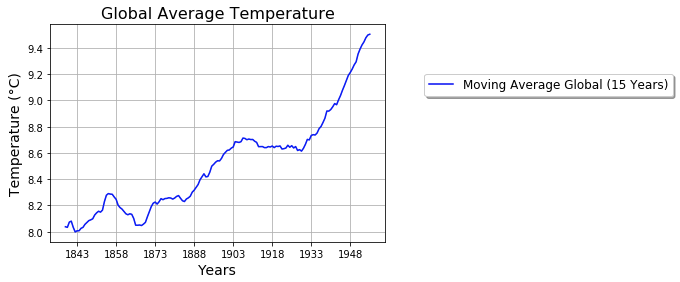 Global Average Temperature
9.4
9.2
9.0
8.8
8.6
8.4
8.2
8.0
Temperature (°C)
1843 1858 1873 1888 1903 1918 1933 1948
Years
Moving Average Global (15 Years)